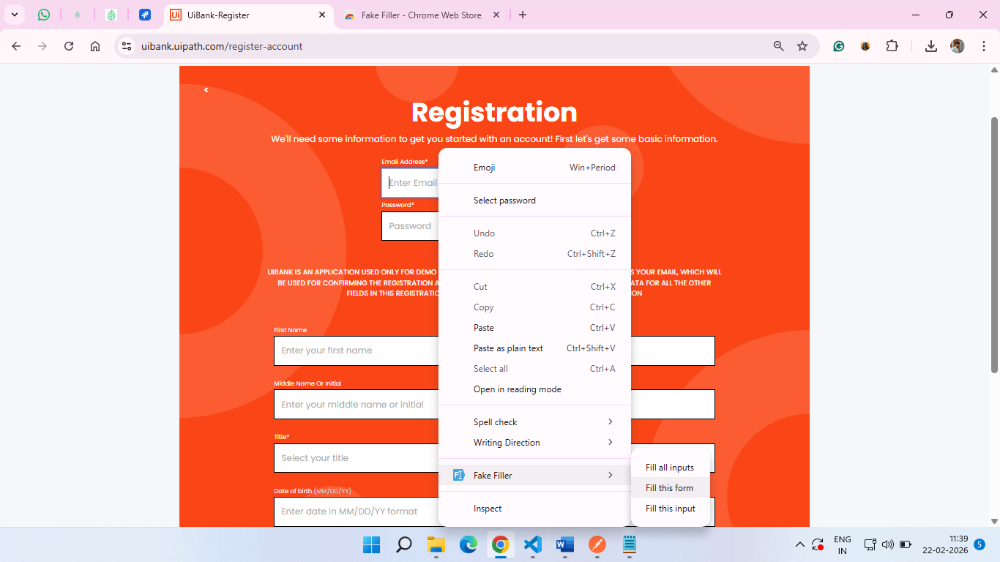 UiBank-Register
Fake Filler - Chrome Web Store
uibank.uipath.com/register-account
Registration
We'll need some information to get you started with an account! First let's get some basic information.
Email Address*
Enter Email
Password*
Password
UIBANK IS AN APPLICATION USED ONLY FOR DEMO
S YOUR EMAIL, WHICH WILL
BE USED FOR CONFIRMING THE REGISTRATION A
ATA FOR ALL THE OTHER
FIELDS IN THIS REGISTRATIO
ON
First Name
Enter your first name
Middle Name Or Initial
Enter your middle name or initial
Title*
Select your title
Date of birth (MM/DD/YY)
Enter date in MM/DD/YY format
Emoji Win+Period
Select password
Undo Ctrl+Z
Redo Ctrl+Shift+Z
Cut Ctrl+X
Copy Ctrl+C
Paste Ctrl+V
Paste as plain text Ctrl+Shift+V
Select all Ctrl+A
Open in reading mode
Spell check
Writing Direction
Fake Filler
Inspect
Fill all inputs
Fill this form
Fill this input
ENG
IN
11:39
22-02-2026
5